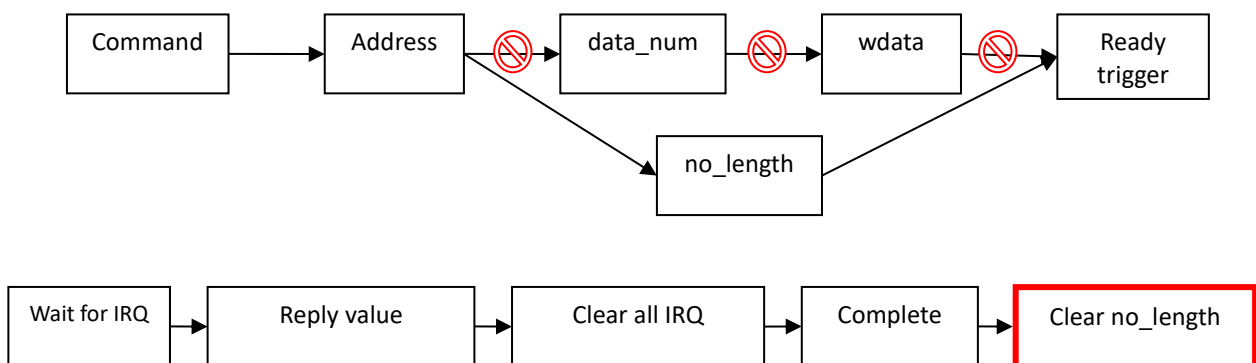 Command
Address
data_num
wdata
Ready
trigger
no_length
Wait for IRQ
Reply value
Clear all IRQ
Complete
Clear no_length